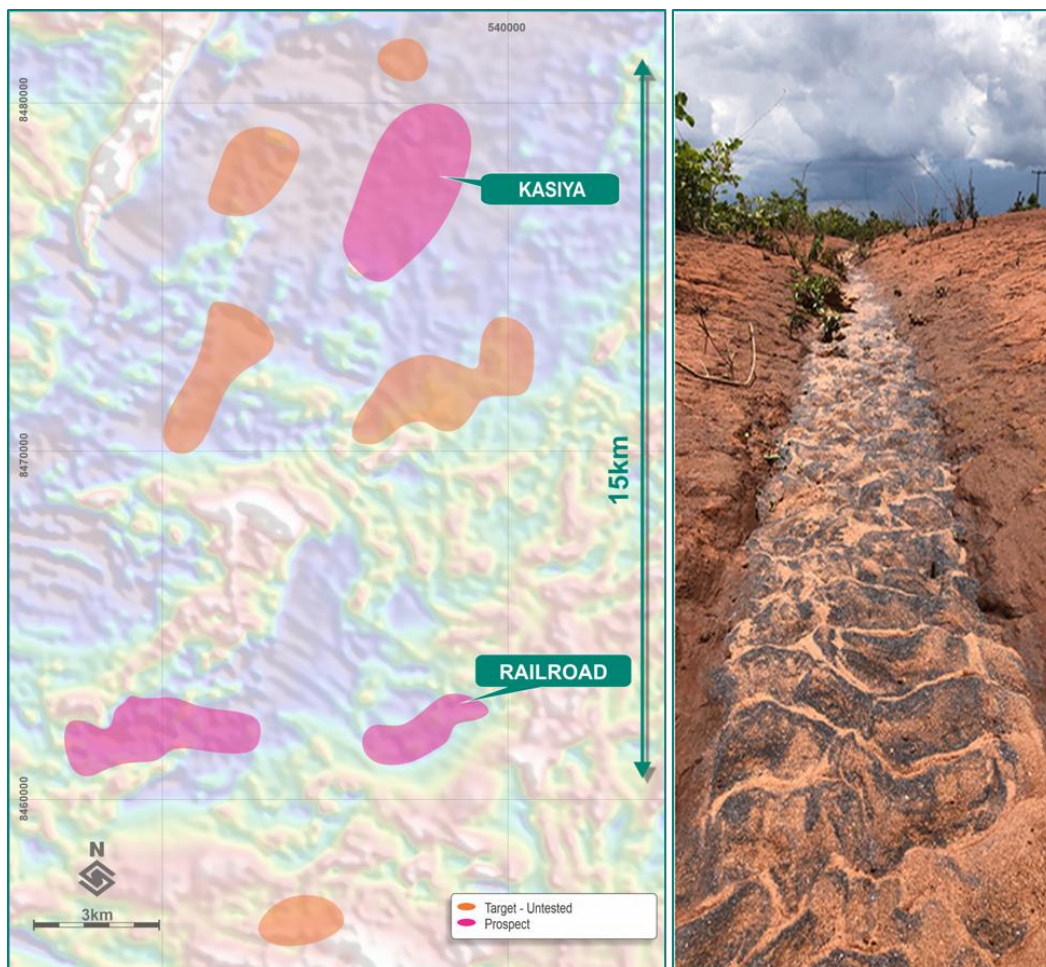 540000
8480000
KASIYA
8470000
15km
RAILROAD
8460000
N
3km
Target - Untested
Prospect